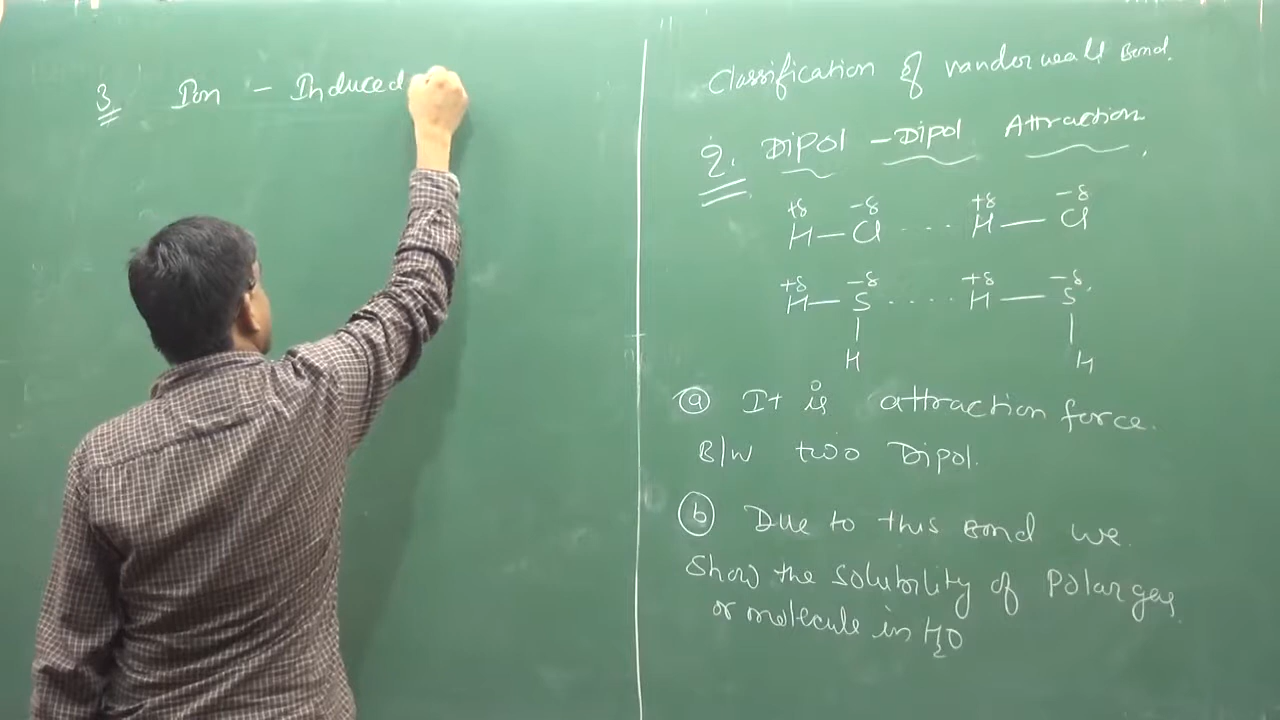 3 Ion - Induced
Classification of vanderwall Bond.
2. Dipol - Dipol Attraction.
+δ -δ +δ -δ
H—Cl ..... H—Cl
+δ -δ +δ -δ
H—S ..... H—S
H H
(a) It is attraction force.
B/w two Dipol.
(b) Due to this Bond we
Show the solubility of Polar gas
or molecule in H₂O